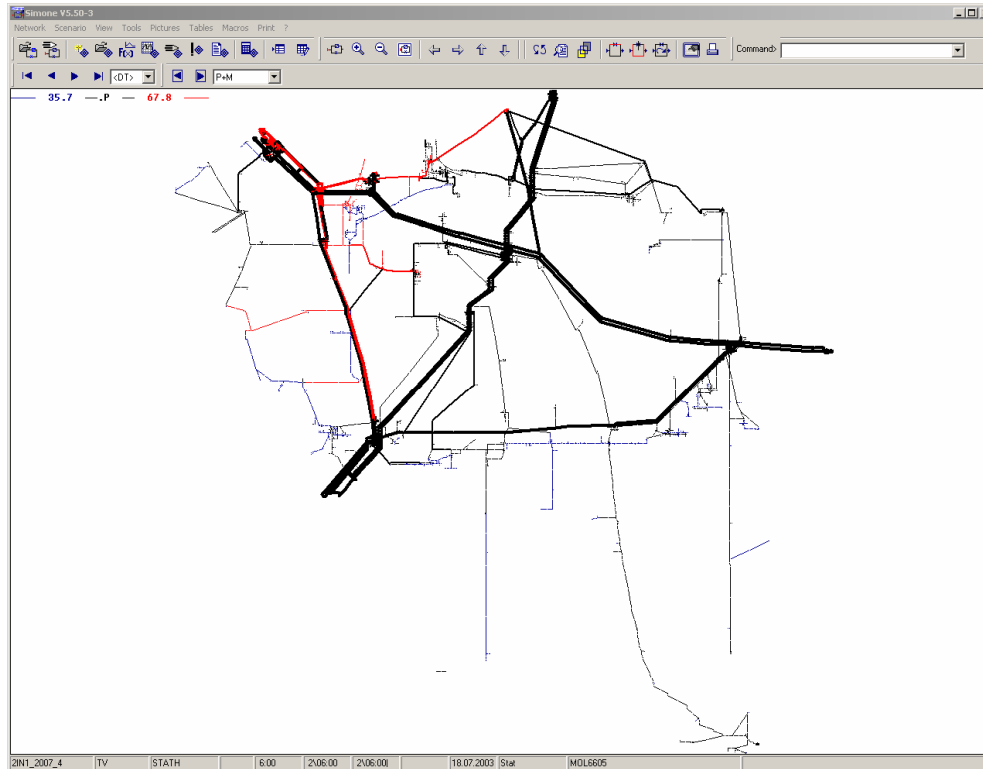 Simone V5.50-3
Network Scenario View Tools Pictures Tables Macros Print ?
F(x) Command>
<DT> P+M
35.7 .P 67.8
2IN1_2007_4 TV STATH 6:00 2\06:00 2\06:00| 18.07.2003 Stat MOL6605